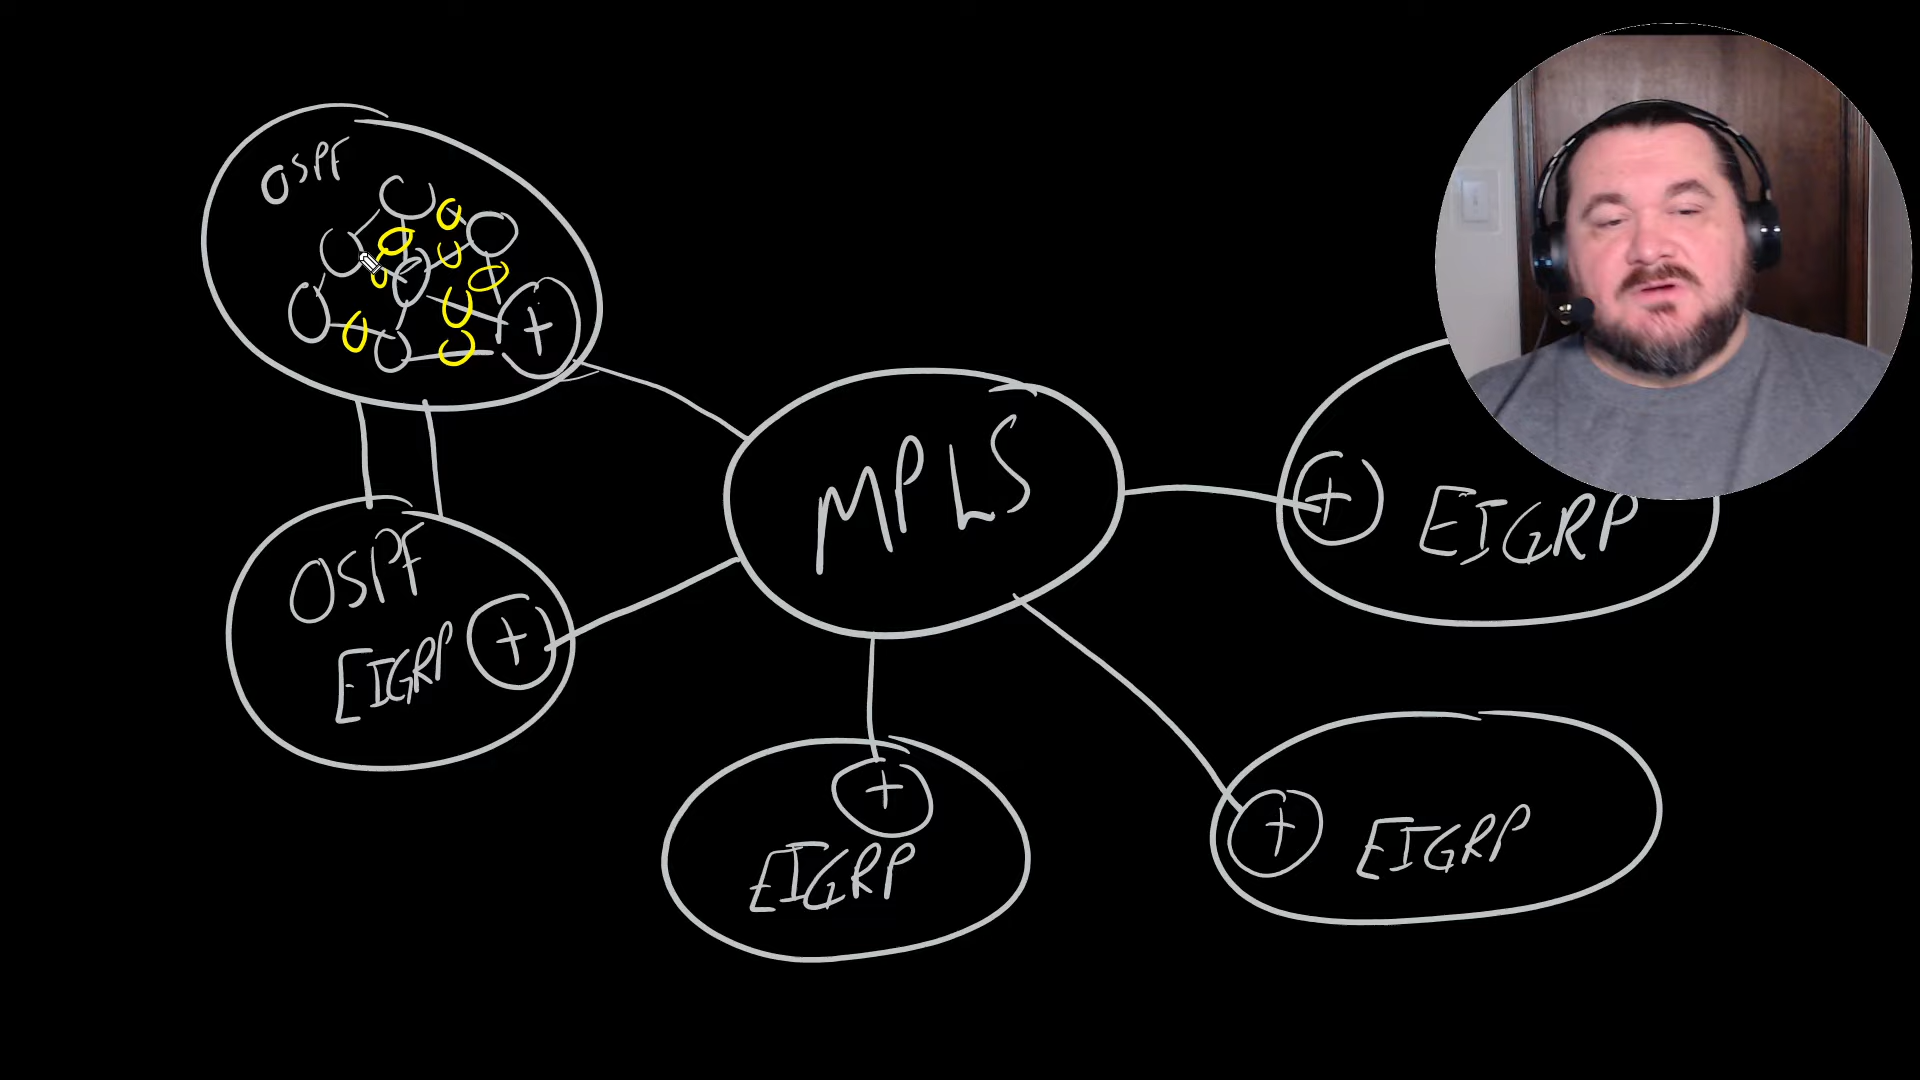 OSPF
+
MPLS
+
EIGRP
OSPF
EIGRP
+
+
EIGRP
+
EIGRP